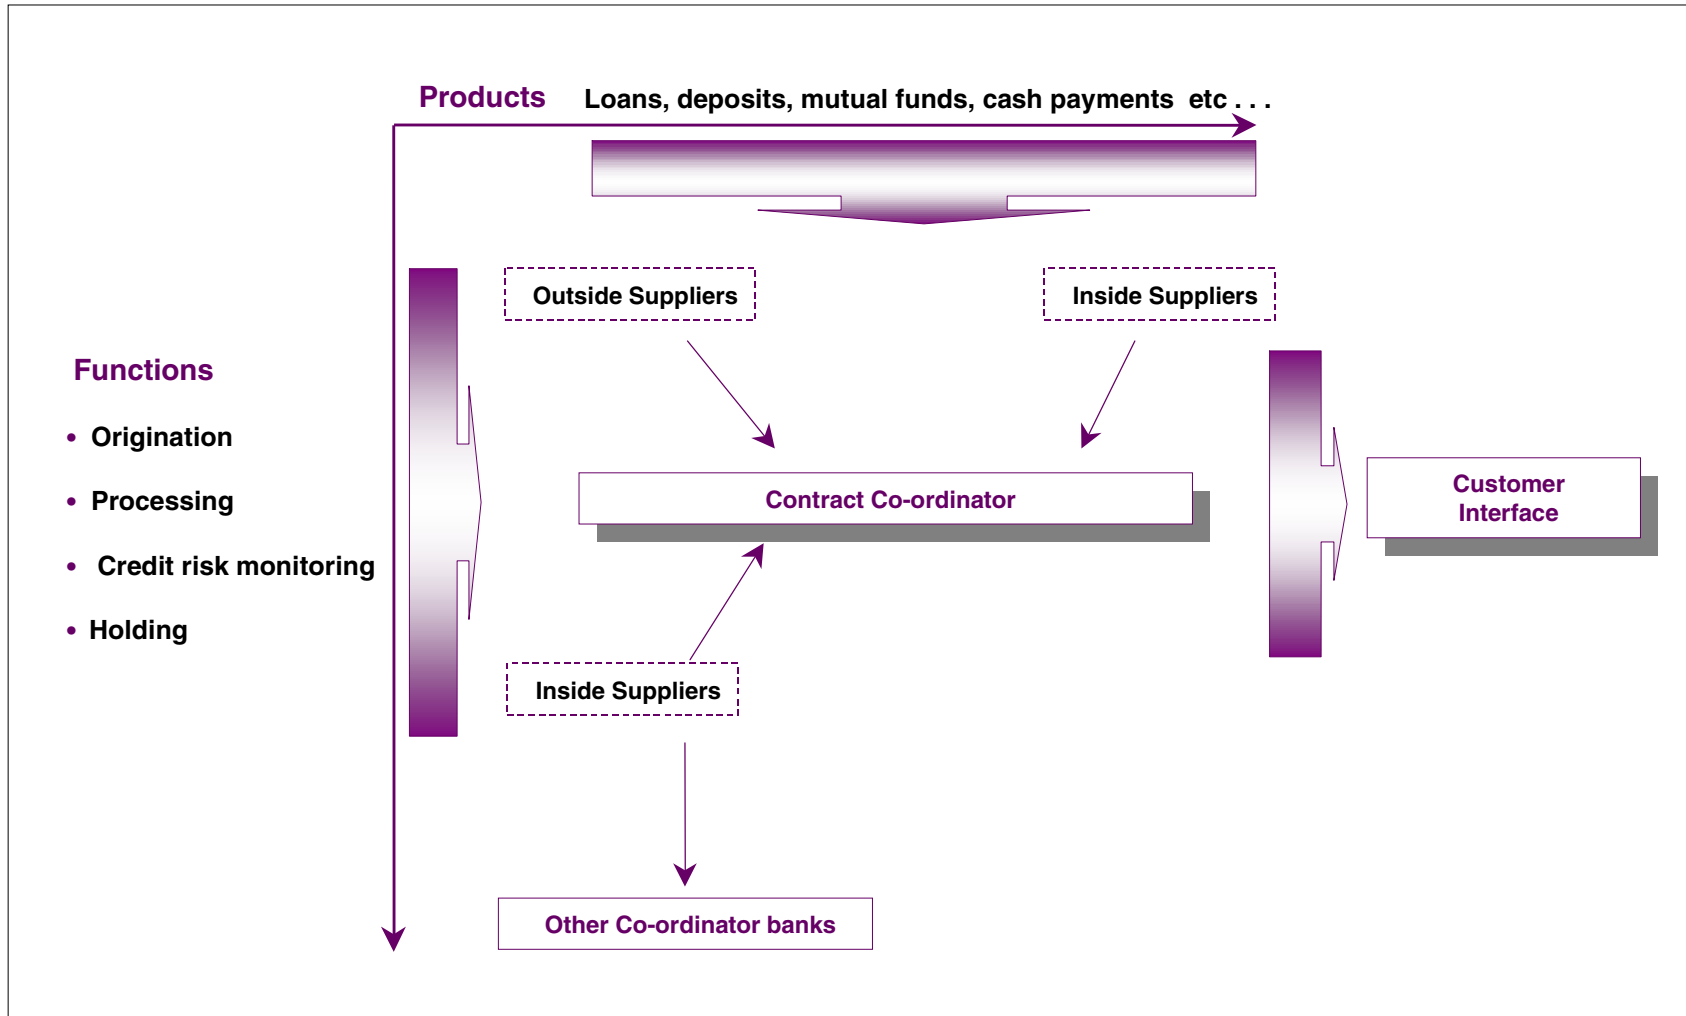 Products Loans, deposits, mutual funds, cash payments etc . . .
Outside Suppliers
Inside Suppliers
Functions
• Origination
• Processing
• Credit risk monitoring
• Holding
Contract Co-ordinator
Customer
Interface
Inside Suppliers
Other Co-ordinator banks